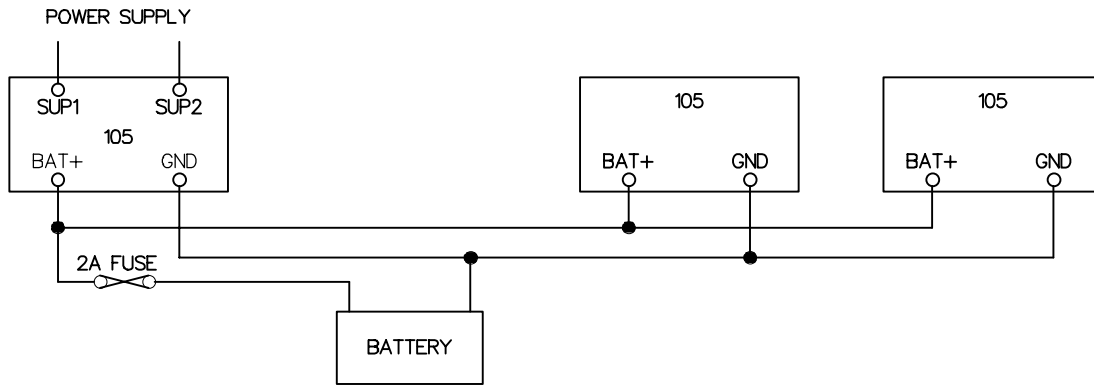 POWER SUPPLY
SUP1 SUP2
105
BAT+ GND
105
BAT+ GND
105
BAT+ GND
2A FUSE
BATTERY